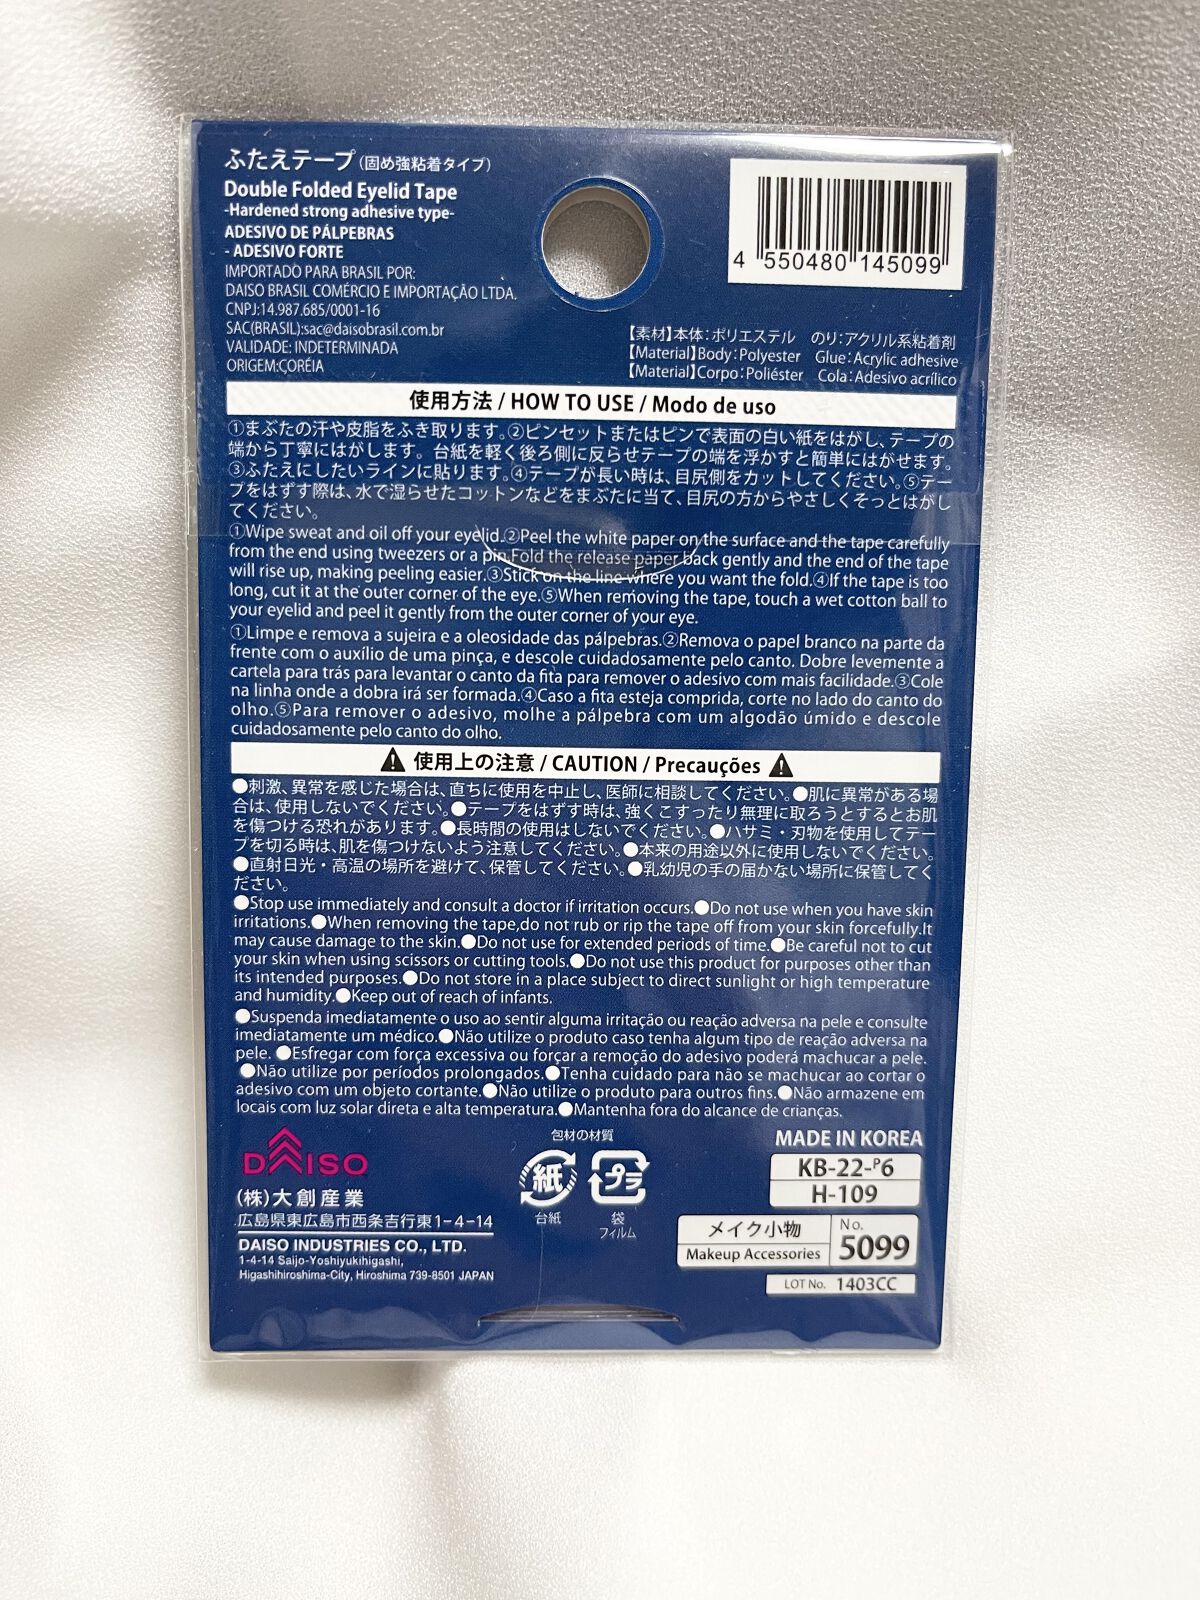 ふたえテープ（固め強粘着タイプ）
Double Folded Eyelid Tape
-Hardened strong adhesive type-
ADESIVO DE PÁLPEBRAS
- ADESIVO FORTE
IMPORTADO PARA BRASIL POR:
DAISO BRASIL COMÉRCIO E IMPORTAÇÃO LTDA.
CNPJ:14.987.685/0001-16
SAC(BRASIL):sac@daisobrasil.com.br
VALIDADE: INDETERMINADA
ORIGEM:CORÉIA
4 550480 145099
【素材】本体：ポリエステル　のり：アクリル系粘着剤
【Material】Body：Polyester　Glue：Acrylic adhesive
【Material】Corpo：Poliéster　Cola：Adesivo acrílico
使用方法 / HOW TO USE / Modo de uso
①まぶたの汗や皮脂をふき取ります。②ピンセットまたはピンで表面の白い紙をはがし、テープの
端から丁寧にはがします。台紙を軽く後ろ側に反らせテープの端を浮かすと簡単にはがせます。
③ふたえにしたいラインに貼ります。④テープが長い時は、目尻側をカットしてください。⑤テー
プをはずす際は、水で湿らせたコットンなどをまぶたに当て、目尻の方からやさしくそっとはがし
てください。
①Wipe sweat and oil off your eyelid.②Peel the white paper on the surface and the tape carefully
from the end using tweezers or a pin.Fold the release paper back gently and the end of the tape
will rise up, making peeling easier.③Stick on the line where you want the fold.④If the tape is too
long, cut it at the outer corner of the eye.⑤When removing the tape, touch a wet cotton ball to
your eyelid and peel it gently from the outer corner of your eye.
①Limpe e remova a sujeira e a oleosidade das pálpebras.②Remova o papel branco na parte da
frente com o auxílio de uma pinça, e descole cuidadosamente pelo canto. Dobre levemente a
cartela para trás para levantar o canto da fita para remover o adesivo com mais facilidade.③Cole
na linha onde a dobra irá ser formada.④Caso a fita esteja comprida, corte no lado do canto do
olho.⑤Para remover o adesivo, molhe a pálpebra com um algodão úmido e descole
cuidadosamente pelo canto do olho.
⚠ 使用上の注意 / CAUTION / Precauções ⚠
●刺激、異常を感じた場合は、直ちに使用を中止し、医師に相談してください。●肌に異常がある場
合は、使用しないでください。●テープをはずす時は、強くこすったり無理に取ろうとするとお肌
を傷つける恐れがあります。●長時間の使用はしないでください。●ハサミ・刃物を使用してテー
プを切る時は、肌を傷つけないよう注意してください。●本来の用途以外に使用しないでください。
●直射日光・高温の場所を避けて、保管してください。●乳幼児の手の届かない場所に保管してく
ださい。
●Stop use immediately and consult a doctor if irritation occurs.●Do not use when you have skin
irritations.●When removing the tape,do not rub or rip the tape off from your skin forcefully.It
may cause damage to the skin.●Do not use for extended periods of time.●Be careful not to cut
your skin when using scissors or cutting tools.●Do not use this product for purposes other than
its intended purposes.●Do not store in a place subject to direct sunlight or high temperature
and humidity.●Keep out of reach of infants.
●Suspenda imediatamente o uso ao sentir alguma irritação ou reação adversa na pele e consulte
imediatamente um médico.●Não utilize o produto caso tenha algum tipo de reação adversa na
pele. ●Esfregar com força excessiva ou forçar a remoção do adesivo poderá machucar a pele.
●Não utilize por períodos prolongados.●Tenha cuidado para não se machucar ao cortar o
adesivo com um objeto cortante.●Não utilize o produto para outros fins.●Não armazene em
locais com luz solar direta e alta temperatura.●Mantenha fora do alcance de crianças.
DAISO
(株)大創産業
広島県東広島市西条吉行東1-4-14
DAISO INDUSTRIES CO., LTD.
1-4-14 Saijo-Yoshiyukihigashi,
Higashihiroshima-City, Hiroshima 739-8501 JAPAN
包材の材質
紙 プラ
台紙 袋
フィルム
MADE IN KOREA
KB-22-P6
H-109
メイク小物
Makeup Accessories
No.
5099
LOT No. 1403CC